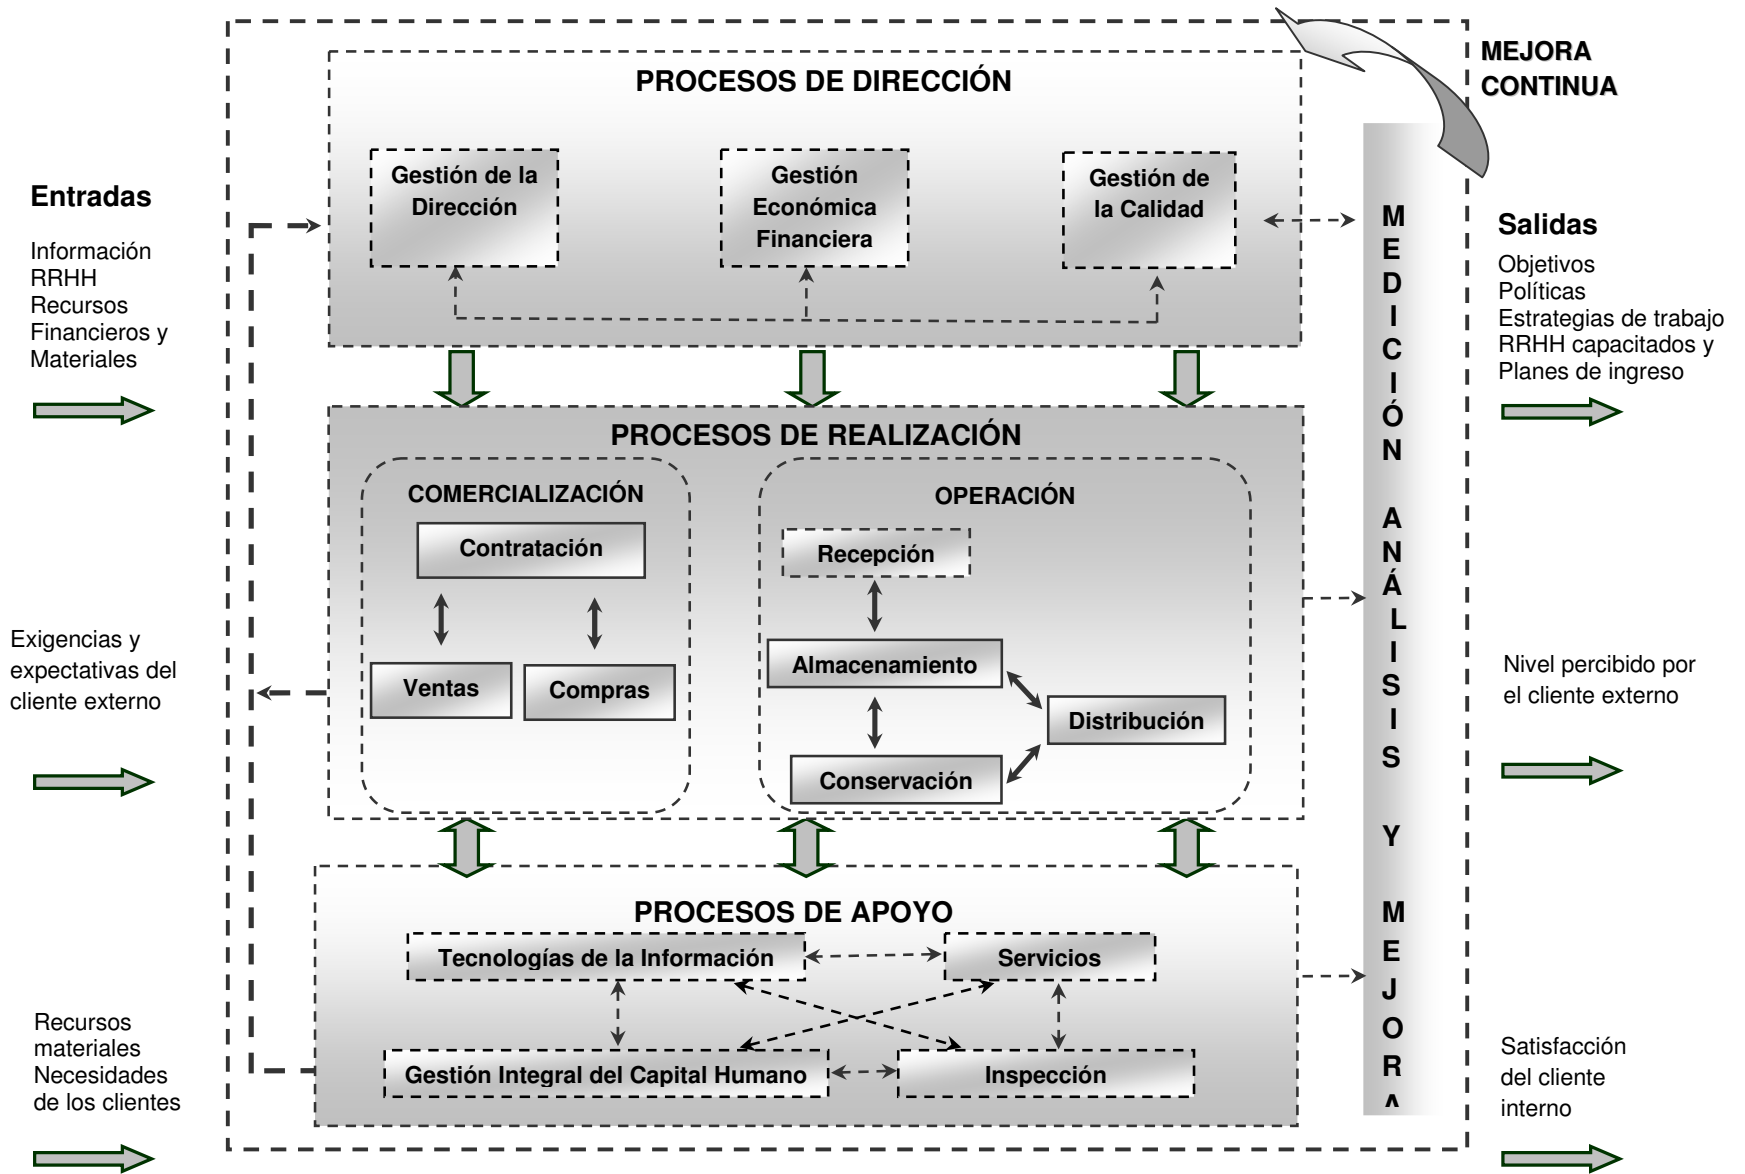 MEJORA
CONTINUA
PROCESOS DE DIRECCIÓN
Gestión de la
Dirección
Gestión
Económica
Financiera
Gestión de
la Calidad
Entradas
Información
RRHH
Recursos
Financieros y
Materiales
Salidas
Objetivos
Políticas
Estrategias de trabajo
RRHH capacitados y
Planes de ingreso
MEDICIÓN ANÁLISIS Y MEJORA
PROCESOS DE REALIZACIÓN
COMERCIALIZACIÓN
Contratación
Ventas
Compras
OPERACIÓN
Recepción
Almacenamiento
Distribución
Conservación
Exigencias y
expectativas del
cliente externo
Nivel percibido por
el cliente externo
PROCESOS DE APOYO
Tecnologías de la Información
Servicios
Gestión Integral del Capital Humano
Inspección
Recursos
materiales
Necesidades
de los clientes
Satisfacción
del cliente
interno